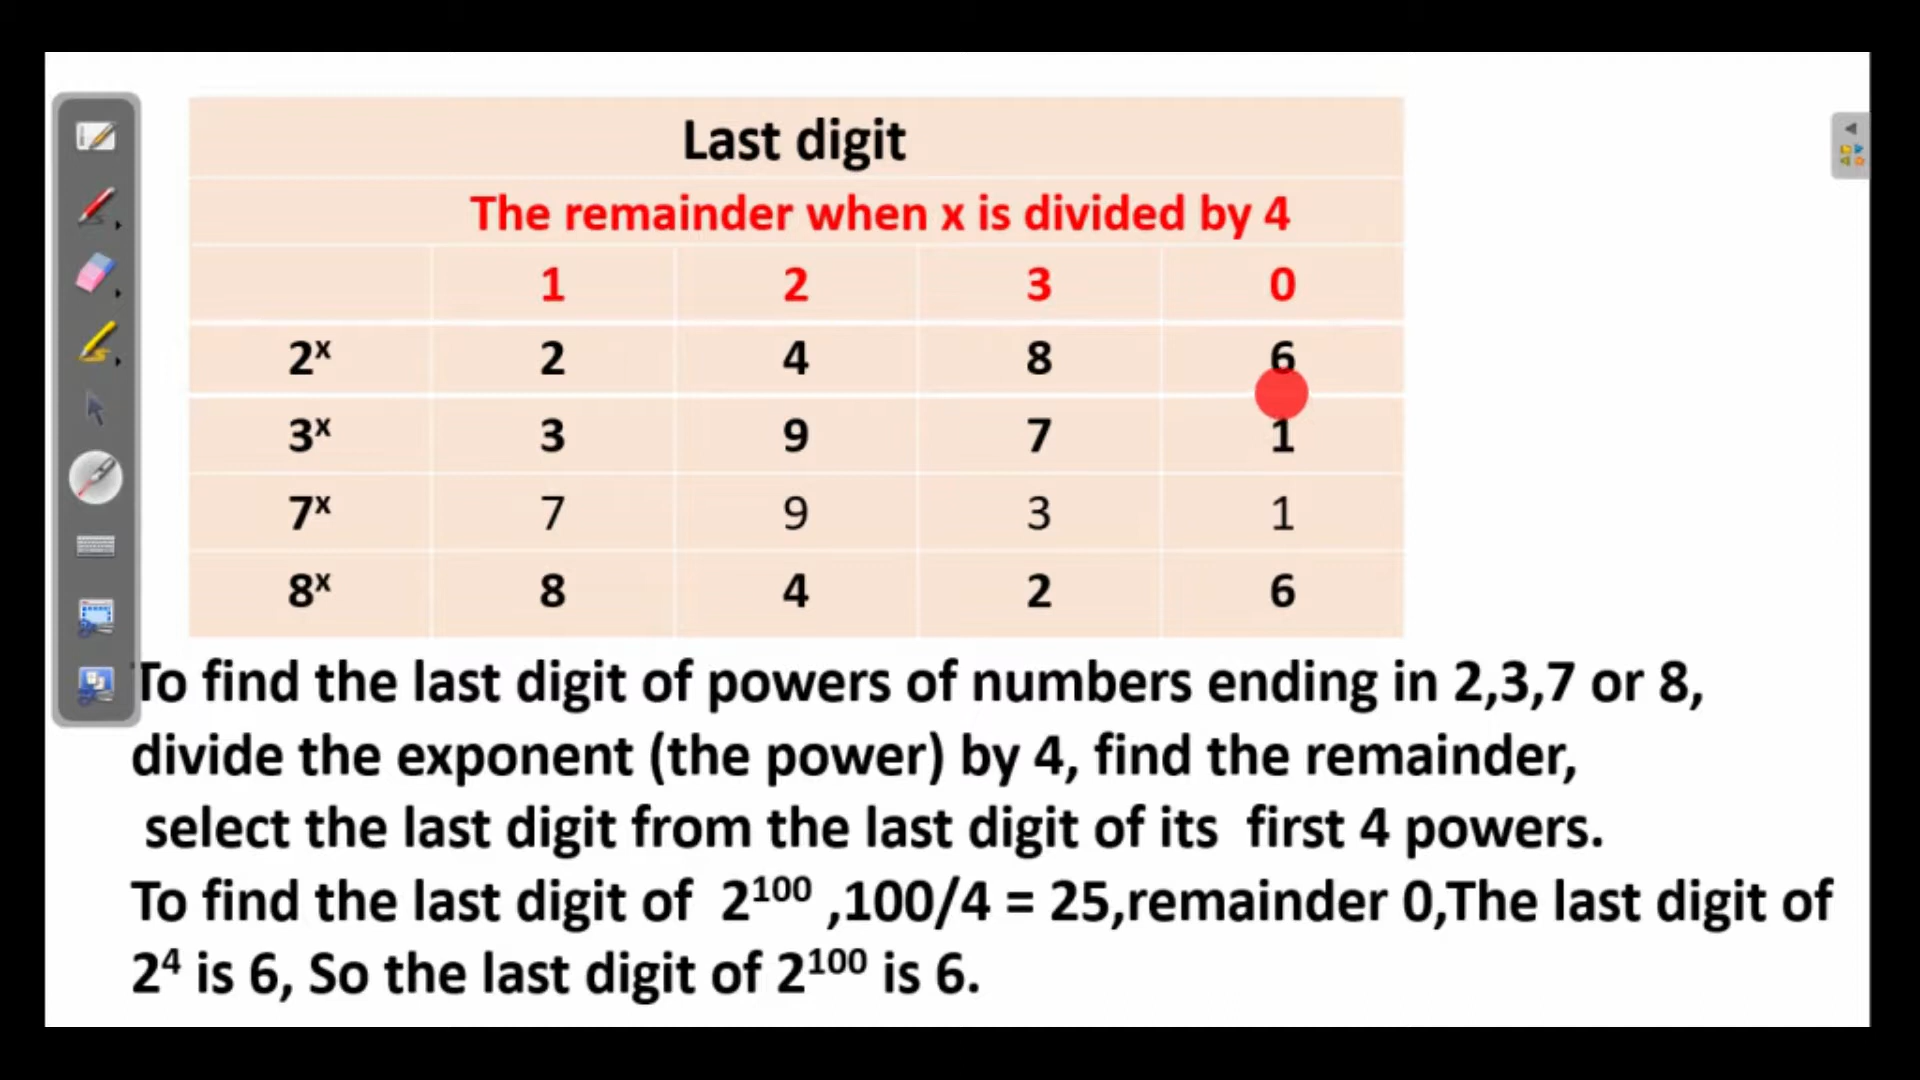 Last digit
The remainder when x is divided by 4
1 2 3 0
2ˣ 2 4 8 6
3ˣ 3 9 7 1
7ˣ 7 9 3 1
8ˣ 8 4 2 6
To find the last digit of powers of numbers ending in 2,3,7 or 8,
divide the exponent (the power) by 4, find the remainder,
select the last digit from the last digit of its first 4 powers.
To find the last digit of 2¹⁰⁰ ,100/4 = 25,remainder 0,The last digit of
2⁴ is 6, So the last digit of 2¹⁰⁰ is 6.